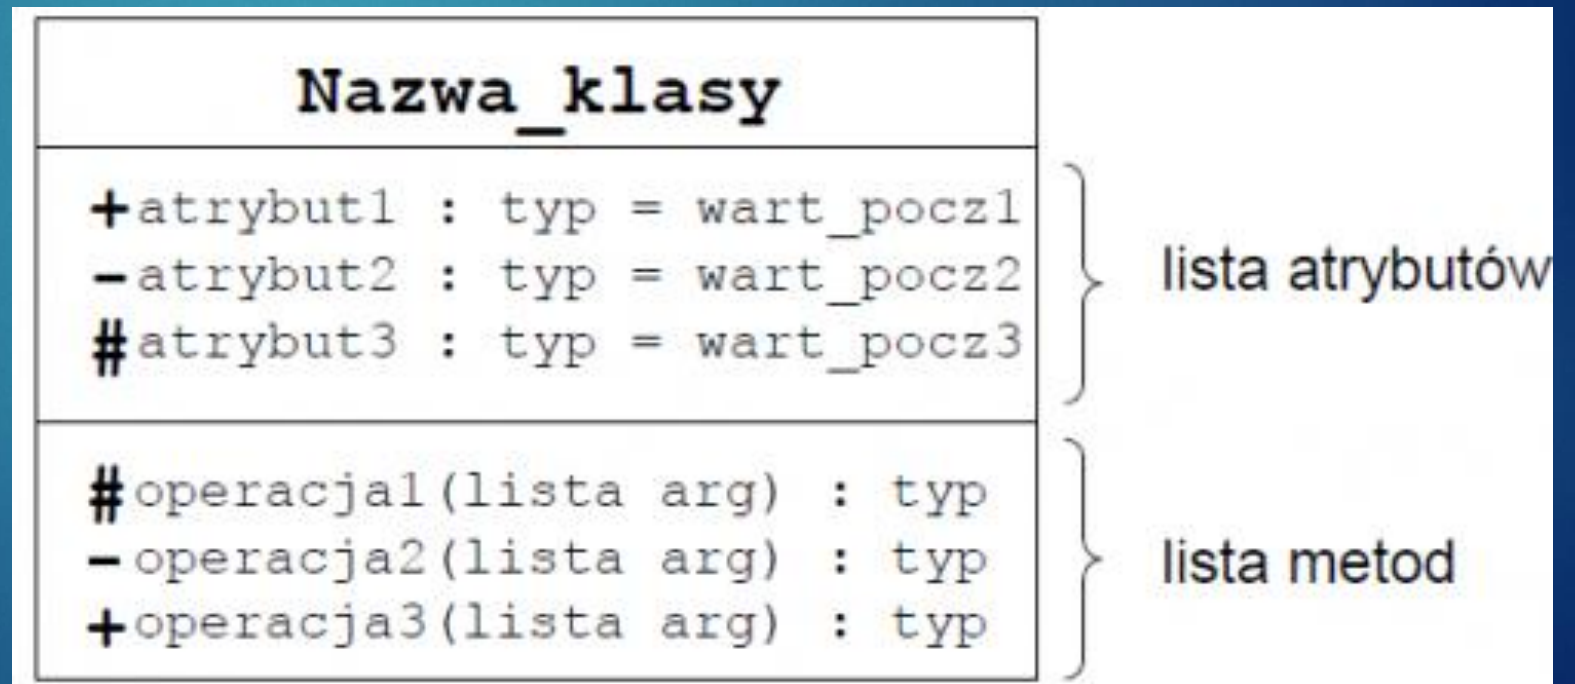 Nazwa_klasy
+atrybut1 : typ = wart_pocz1
-atrybut2 : typ = wart_pocz2
#atrybut3 : typ = wart_pocz3
lista atrybutów
#operacja1(lista arg) : typ
-operacja2(lista arg) : typ
+operacja3(lista arg) : typ
lista metod